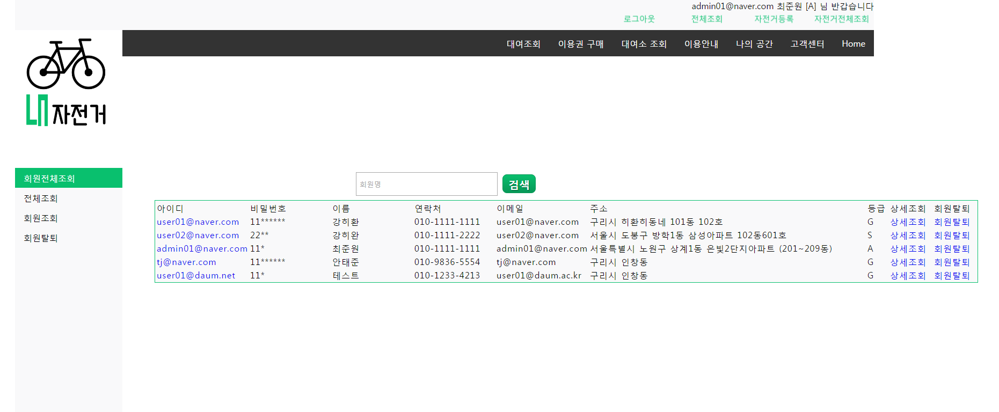 admin01@naver.com 최준원 [A] 님 반갑습니다
로그아웃 전체조회 자전거등록 자전거전체조회
대여조회 이용권 구매 대여소 조회 이용안내 나의 공간 고객센터 Home
자전거
회원전체조회
전체조회
회원조회
회원탈퇴
회원명 검색
아이디 비밀번호 이름 연락처 이메일 주소 등급 상세조회 회원탈퇴
user01@naver.com 11****** 강히환 010-1111-1111 user01@naver.com 구리시 히환히동네 101동 102호 G 상세조회 회원탈퇴
user02@naver.com 22** 강히완 010-1111-2222 user02@naver.com 서울시 도봉구 방학1동 삼성아파트 102동601호 S 상세조회 회원탈퇴
admin01@naver.com 11* 최준원 010-1111-1111 admin01@naver.com 서울특별시 노원구 상계1동 은빛2단지아파트 (201~209동) A 상세조회 회원탈퇴
tj@naver.com 11****** 안태준 010-9836-5554 tj@naver.com 구리시 인창동 G 상세조회 회원탈퇴
user01@daum.net 11* 테스트 010-1233-4213 user01@daum.ac.kr 구리시 인창동 G 상세조회 회원탈퇴